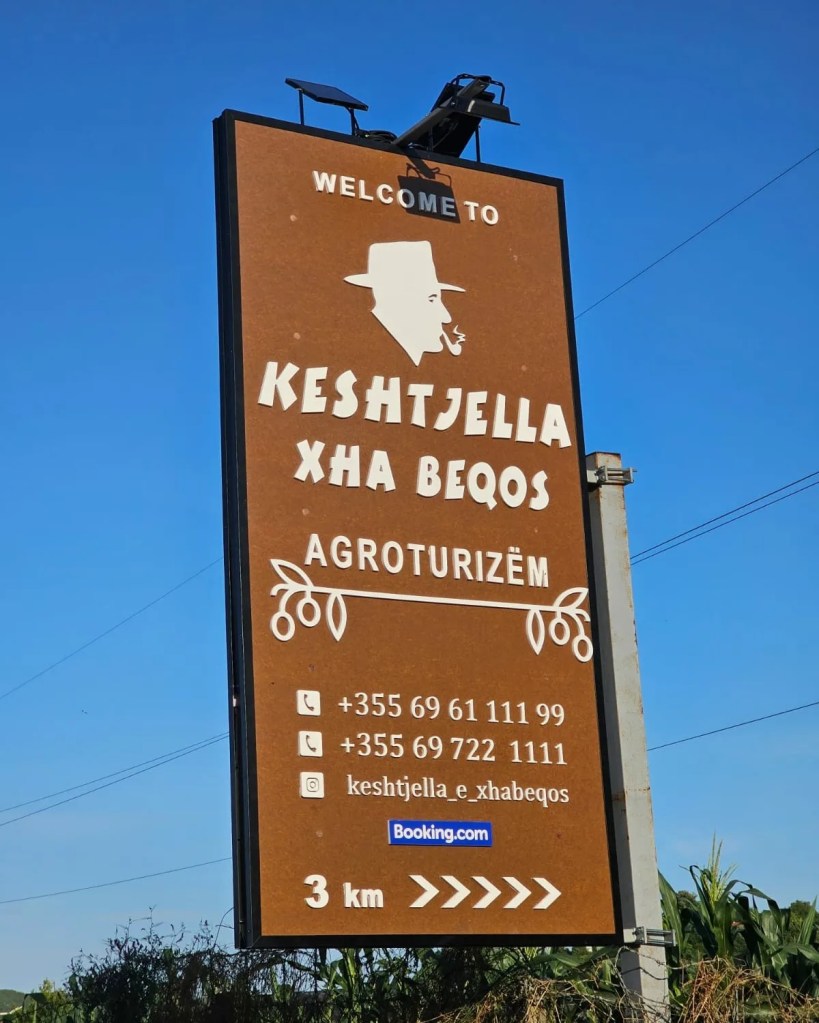 WELCOME TO
KESHTJELLA
XHA BEQOS
AGROTURIZËM
+355 69 61 111 99
+355 69 722 1111
keshtjella_e_xhabeqos
Booking.com
3 km